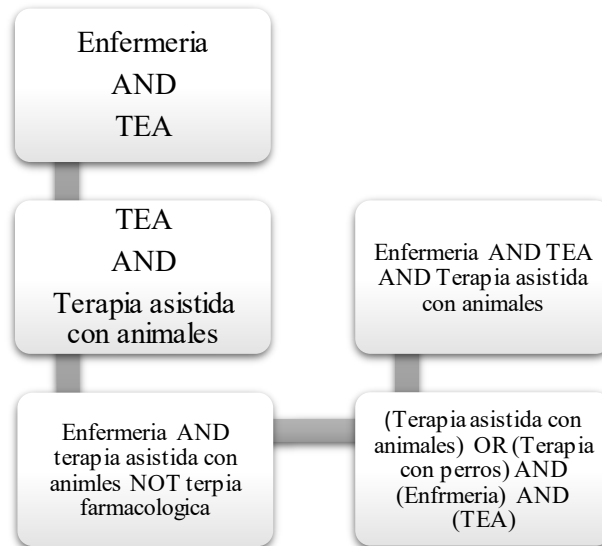 Enfermeria
AND
TEA
TEA
AND
Terapia asistida
con animales
Enfermeria AND
terapia asistida con
animles NOT terpia
farmacologica
(Terapia asistida con
animales) OR (Terapia
con perros) AND
(Enfrmeria) AND
(TEA)
Enfermeria AND TEA
AND Terapia asistida
con animales